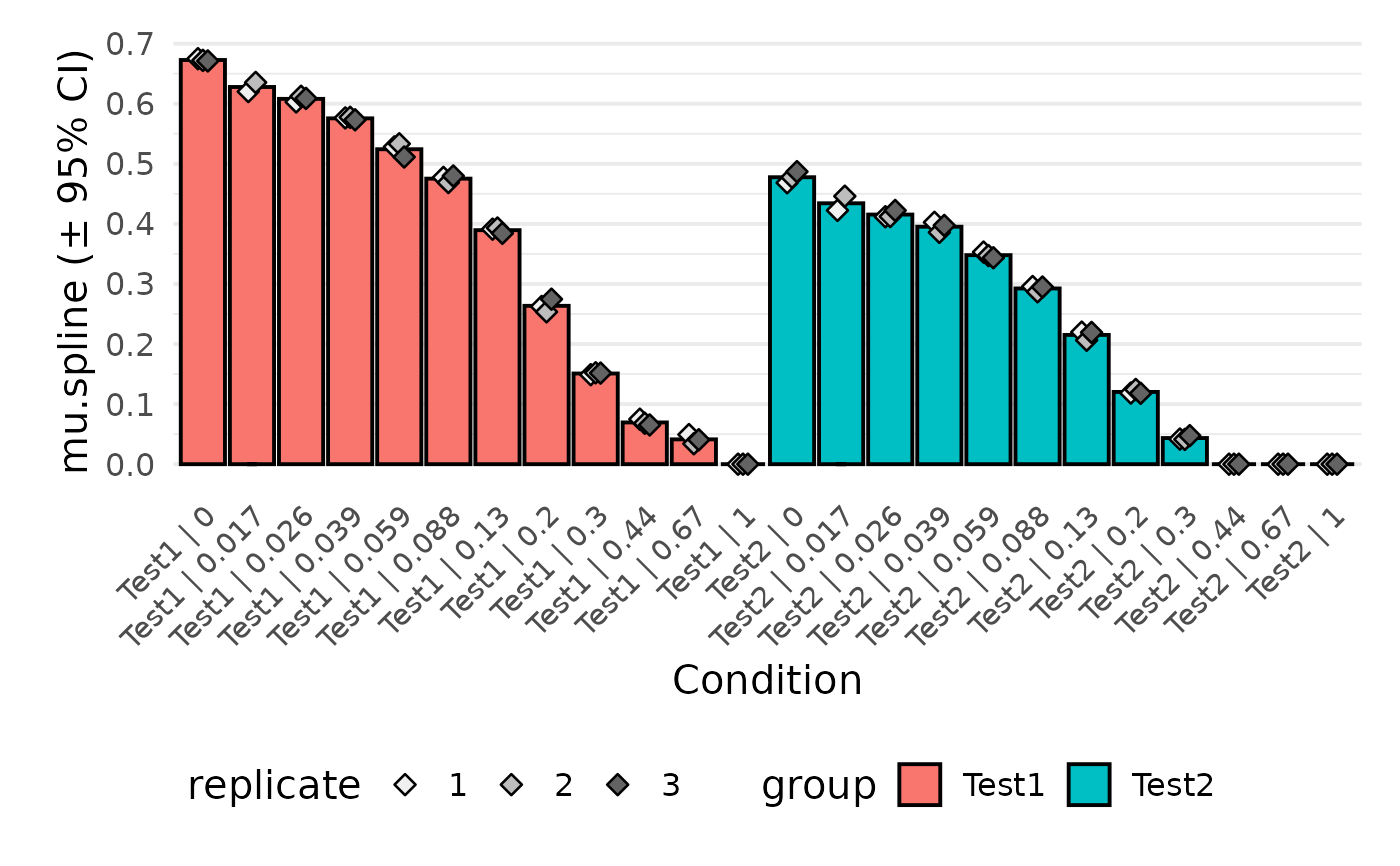 mu.spline (± 95% CI)
0.7
0.6
0.5
0.4
0.3
0.2
0.1
0.0
Test1 | 0
Test1 | 0.017
Test1 | 0.026
Test1 | 0.039
Test1 | 0.059
Test1 | 0.088
Test1 | 0.13
Test1 | 0.2
Test1 | 0.3
Test1 | 0.44
Test1 | 0.67
Test1 | 1
Test2 | 0
Test2 | 0.017
Test2 | 0.026
Test2 | 0.039
Test2 | 0.059
Test2 | 0.088
Test2 | 0.13
Test2 | 0.2
Test2 | 0.3
Test2 | 0.44
Test2 | 0.67
Test2 | 1
Condition
replicate 1 2 3 group Test1 Test2